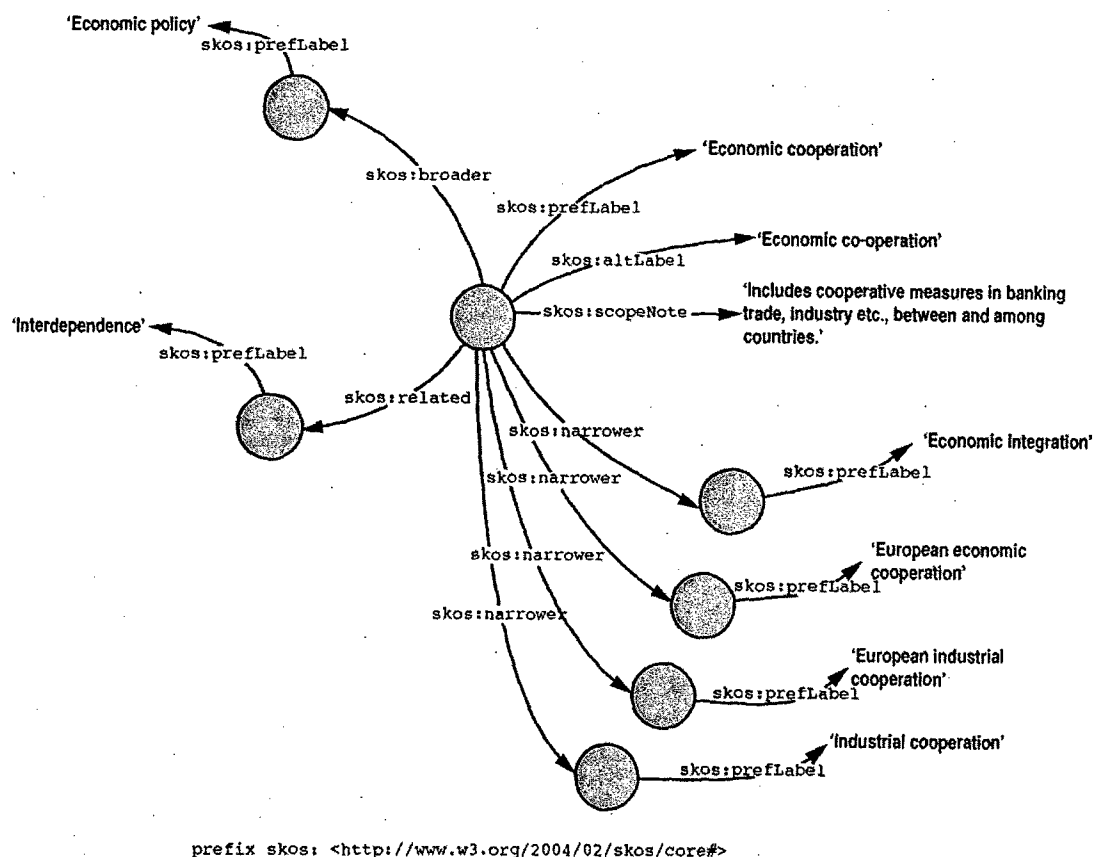 ‘Economic policy’
skos:prefLabel
skos:broader
‘Economic cooperation’
skos:prefLabel
‘Economic co-operation’
skos:altLabel
‘Includes cooperative measures in banking
trade, industry etc., between and among
countries.’
skos:scopeNote
‘Interdependence’
skos:prefLabel
skos:related
skos:narrower
‘Economic integration’
skos:prefLabel
skos:narrower
‘European economic
cooperation’
skos:prefLabel
skos:narrower
‘European industrial
cooperation’
skos:prefLabel
skos:narrower
‘Industrial cooperation’
skos:prefLabel
prefix skos: <http://www.w3.org/2004/02/skos/core#>